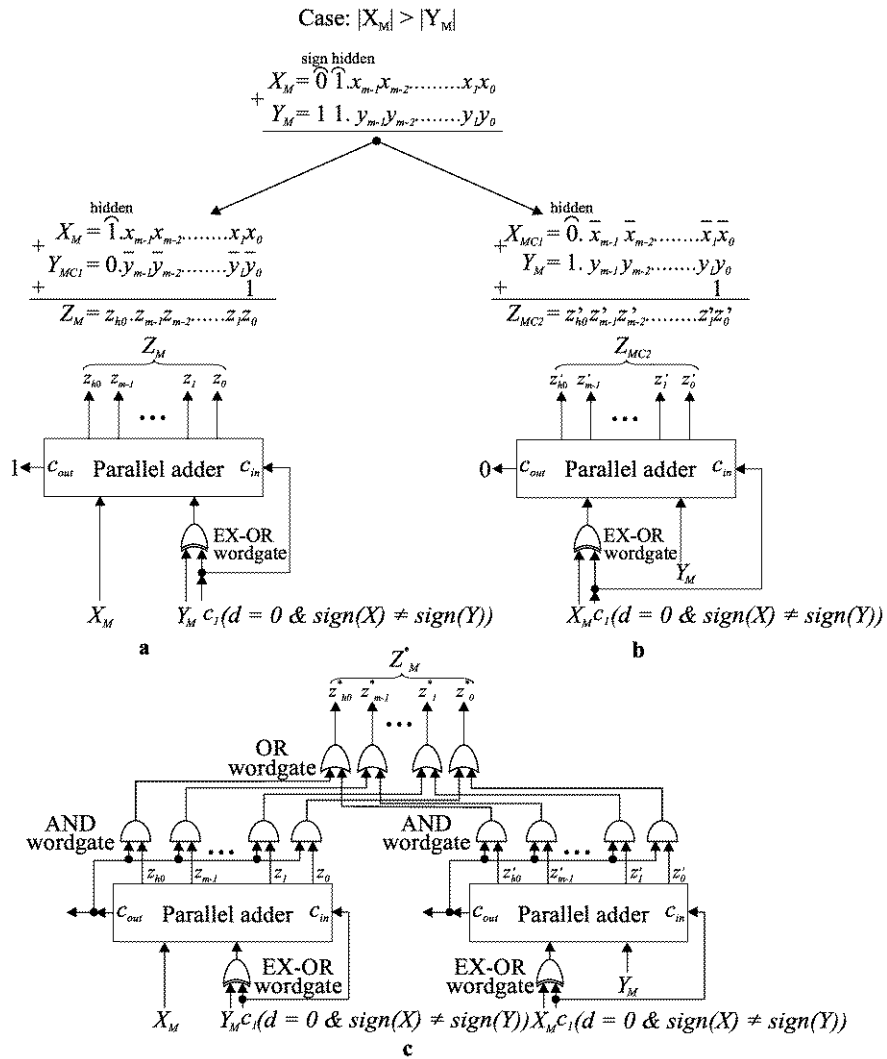 Case: |X_M| > |Y_M|
sign hidden
X_M = 0 1.x_{m-1}x_{m-2}.........x_1x_0
+
Y_M = 1 1. y_{m-1}y_{m-2}.......y_1y_0
hidden
X_M = 1.x_{m-1}x_{m-2}........x_1x_0
+
Y_{MC1} = 0.y̅_{m-1}y̅_{m-2}........y̅_1y̅_0
+ 1
Z_M = z_{h0}.z_{m-1}z_{m-2}......z_1z_0
hidden
X_{MC1} = 0. x̅_{m-1} x̅_{m-2}........x̅_1x̅_0
+
Y_M = 1. y_{m-1}y_{m-2}........y_1y_0
+ 1
Z_{MC2} = z'_{h0}z'_{m-1}z'_{m-2}.........z'_1z'_0
Z_M
z_{h0} z_{m-1} z_1 z_0
...
1 c_{out} Parallel adder c_{in}
EX-OR
wordgate
X_M Y_M c_1(d = 0 & sign(X) ≠ sign(Y))
a
Z_{MC2}
z'_{h0} z'_{m-1} z'_1 z'_0
...
0 c_{out} Parallel adder c_{in}
EX-OR
wordgate
Y_M
X_M c_1(d = 0 & sign(X) ≠ sign(Y))
b
Z*_M
z*_{h0} z*_{m-1} z*_1 z*_0
...
OR
wordgate
AND
wordgate
...
z_{h0} z_{m-1} z_1 z_0
c_{out} Parallel adder c_{in}
EX-OR
wordgate
X_M Y_M c_1(d = 0 & sign(X) ≠ sign(Y))
AND
wordgate
...
z'_{h0} z'_{m-1} z'_1 z'_0
c_{out} Parallel adder c_{in}
EX-OR
wordgate
Y_M
X_M c_1(d = 0 & sign(X) ≠ sign(Y))
c